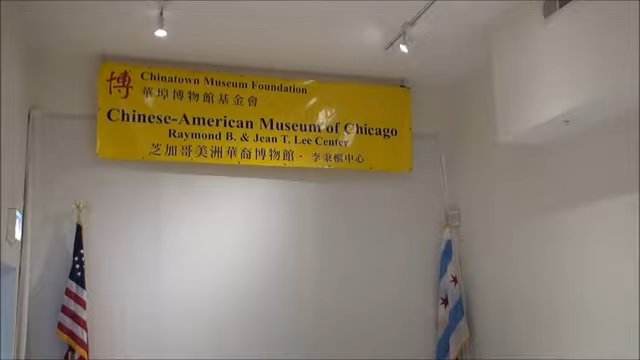 博 Chinatown Museum Foundation
華埠博物館基金會
Chinese-American Museum of Chicago
Raymond B. & Jean T. Lee Center
芝加哥美洲華裔博物館 - 李秉樞中心